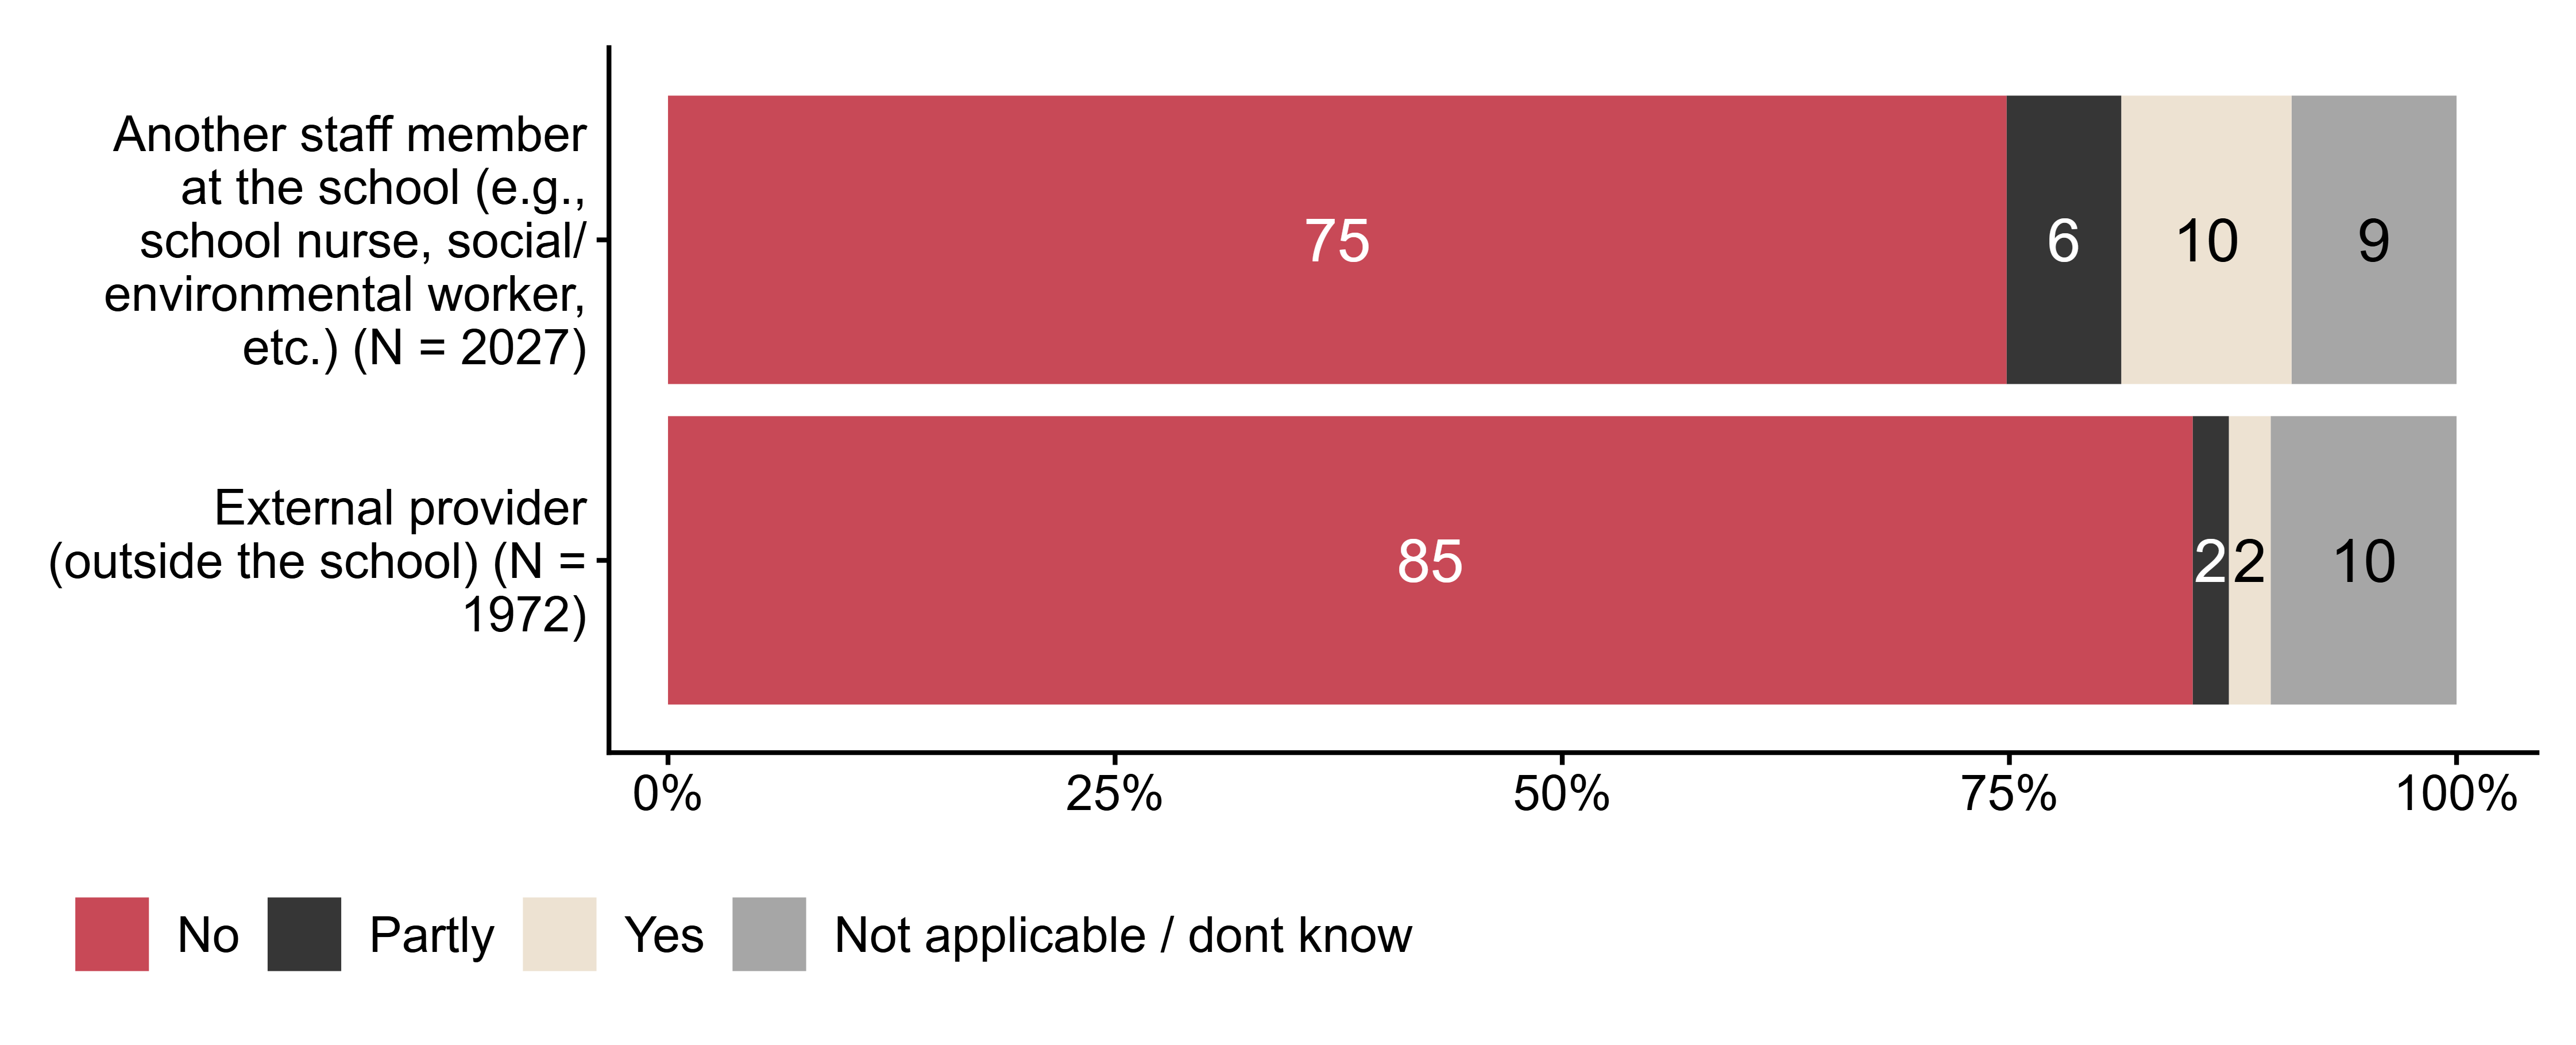 Another staff member
at the school (e.g.,
school nurse, social/
environmental worker,
etc.) (N = 2027)
75
6
10
9
External provider
(outside the school) (N =
1972)
85
2
2
10
0%
25%
50%
75%
100%
No
Partly
Yes
Not applicable / dont know